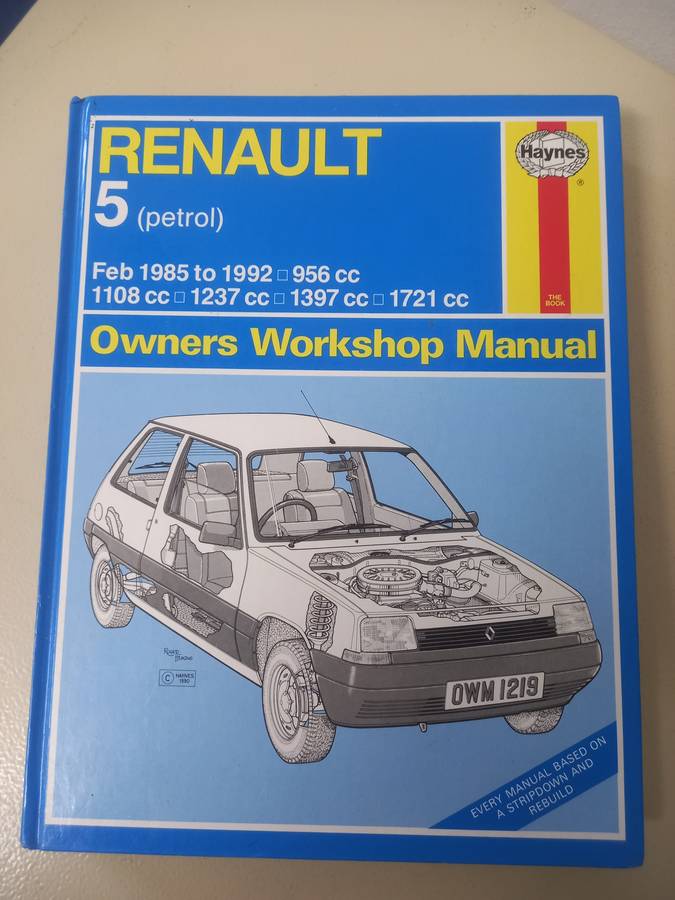 RENAULT
5 (petrol)
Feb 1985 to 1992 □ 956 cc
1108 cc □ 1237 cc □ 1397 cc □ 1721 cc
Haynes
®
THE
BOOK
Owners Workshop Manual
© HAYNES
1990
OWM 1219
EVERY MANUAL BASED ON
A STRIPDOWN AND
REBUILD